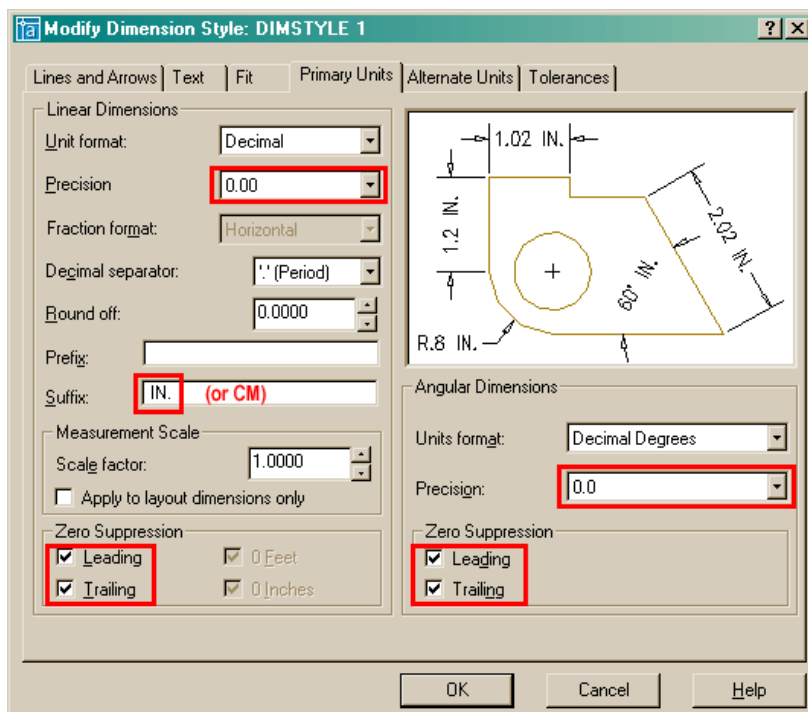 Modify Dimension Style: DIMSTYLE 1
Lines and Arrows
Text
Fit
Primary Units
Alternate Units
Tolerances
Linear Dimensions
Unit format: Decimal
Precision 0.00
Fraction format: Horizontal
Decimal separator: '.' (Period)
Round off: 0.0000
Prefix:
Suffix: IN. (or CM)
Measurement Scale
Scale factor: 1.0000
Apply to layout dimensions only
Zero Suppression
Leading 0 Feet
Trailing 0 Inches
1.02 IN.
1.2 IN.
2.02 IN.
60° IN.
R.8 IN.
Angular Dimensions
Units format: Decimal Degrees
Precision: 0.0
Zero Suppression
Leading
Trailing
OK
Cancel
Help